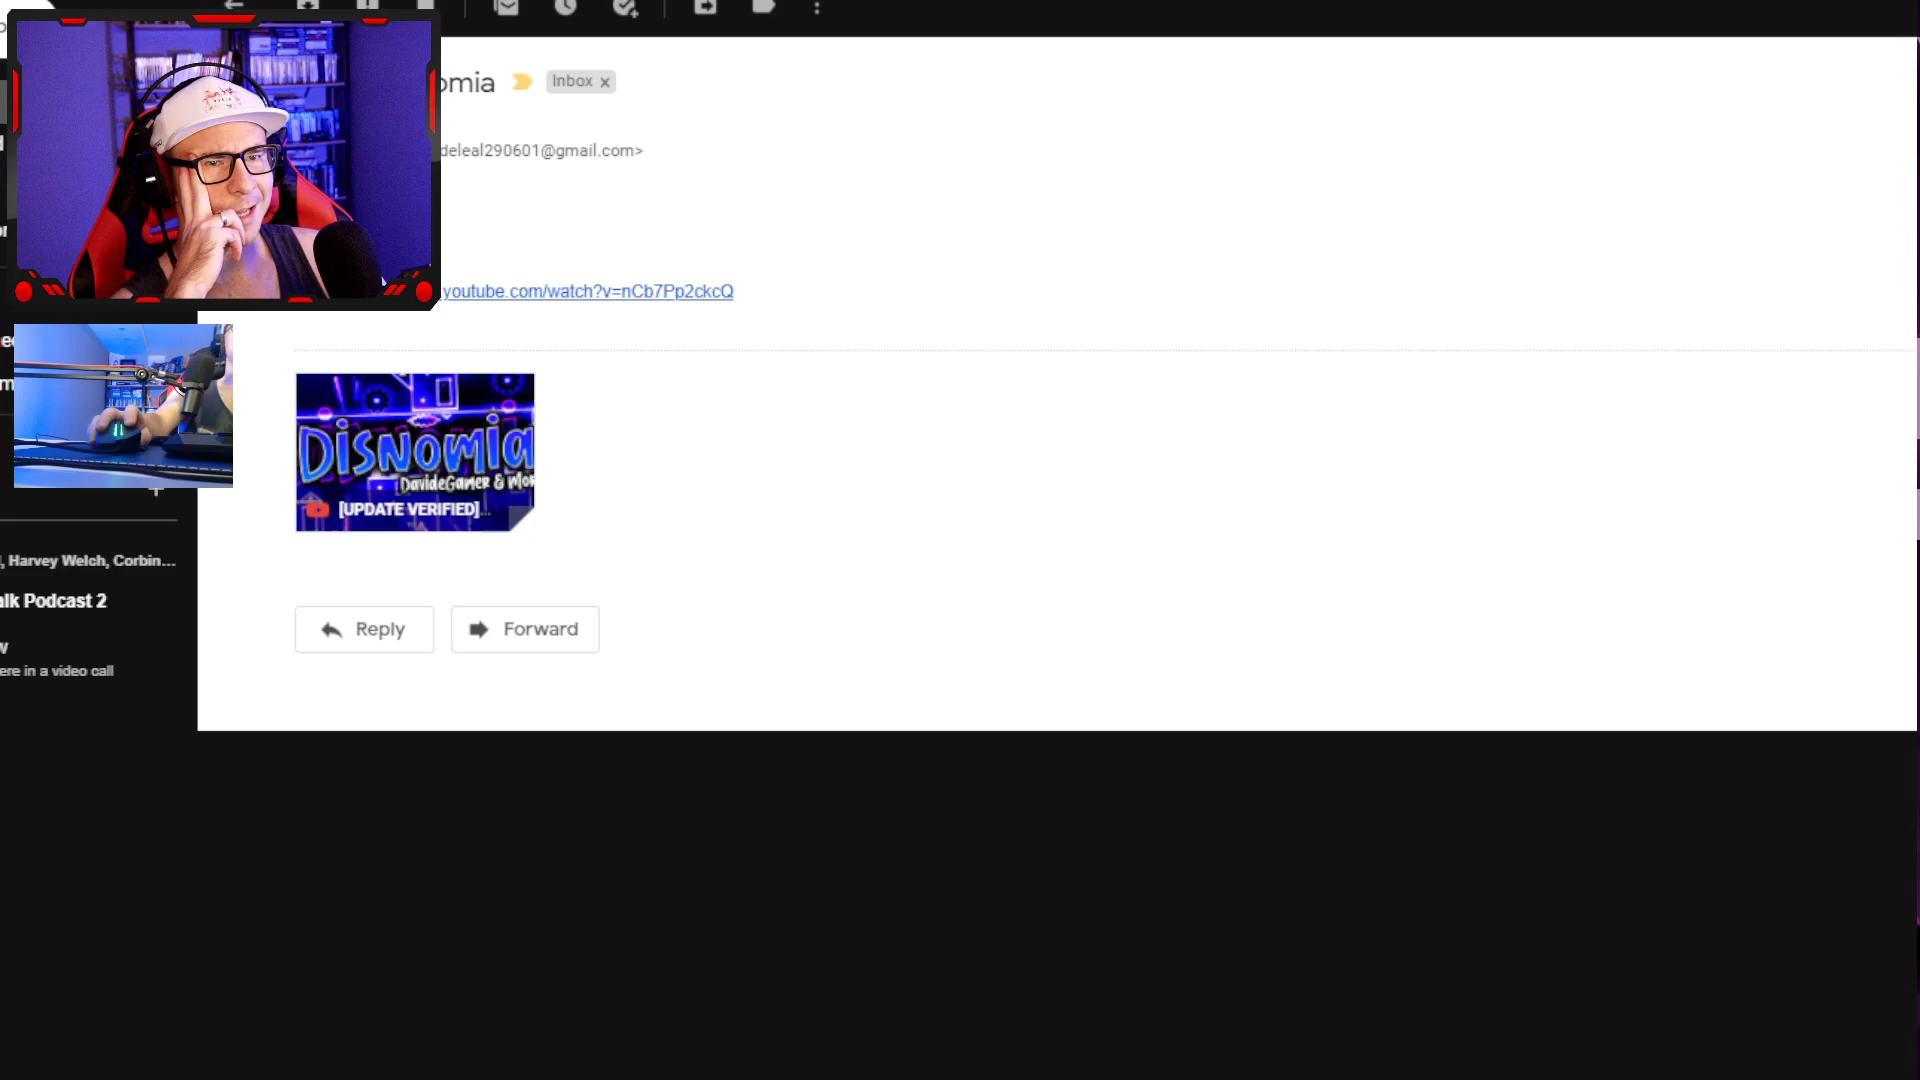 omia
Inbox x
deleal290601@gmail.com>
youtube.com/watch?v=nCb7Pp2ckcQ
Disnomia
DavideGamer & Mor
[UPDATE VERIFIED]...
Reply
Forward
, Harvey Welch, Corbin...
alk Podcast 2
ere in a video call